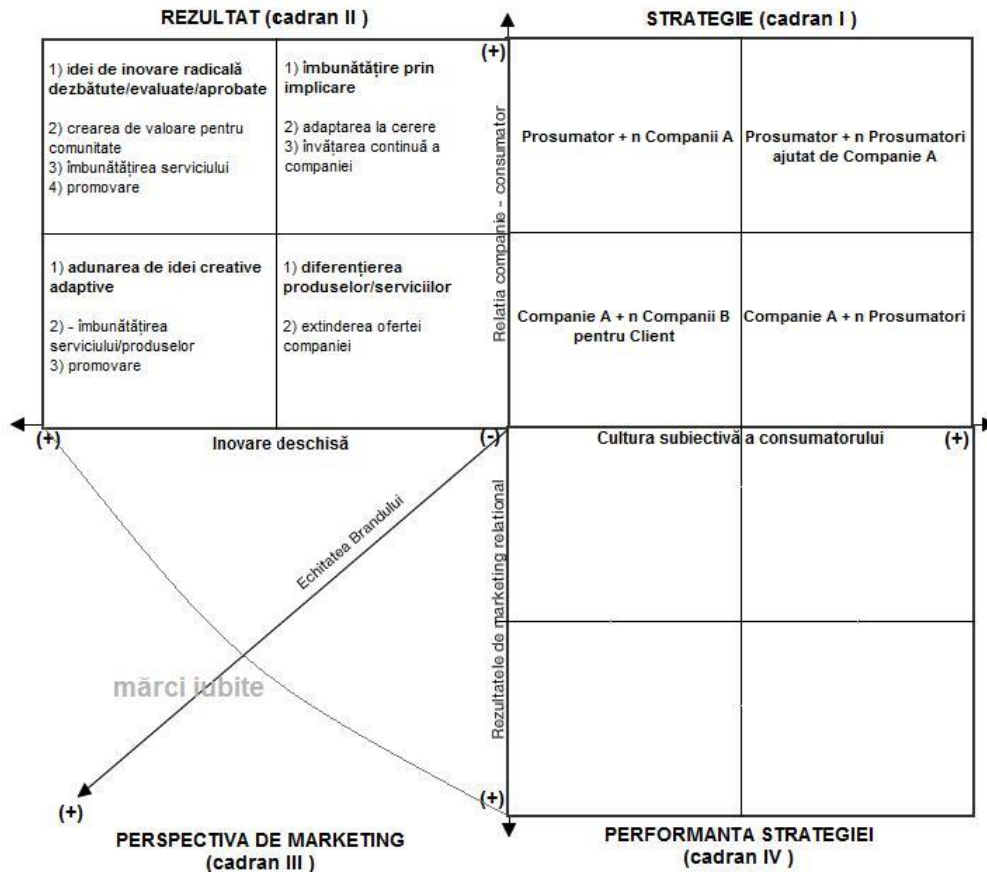 REZULTAT (cadran II )
STRATEGIE (cadran I )
(+)
1) idei de inovare radicală
dezbătute/evaluate/aprobate
2) crearea de valoare pentru
comunitate
3) îmbunătățirea serviciului
4) promovare
1) îmbunătățire prin
implicare
2) adaptarea la cerere
3) învățarea continuă a
companiei
Relatia companie - consumator
Prosumator + n Companii A
Prosumator + n Prosumatori
ajutat de Companie A
1) adunarea de idei creative
adaptive
2) - îmbunătățirea
serviciului/produselor
3) promovare
1) diferențierea
produselor/serviciilor
2) extinderea ofertei
companiei
Companie A + n Companii B
pentru Client
Companie A + n Prosumatori
(+)
Inovare deschisă
(-)
Cultura subiectivă a consumatorului
(+)
Echitatea Brandului
Rezultatele de marketing relational
mărci iubite
(+)
(+)
PERSPECTIVA DE MARKETING
(cadran III )
PERFORMANTA STRATEGIEI
(cadran IV )